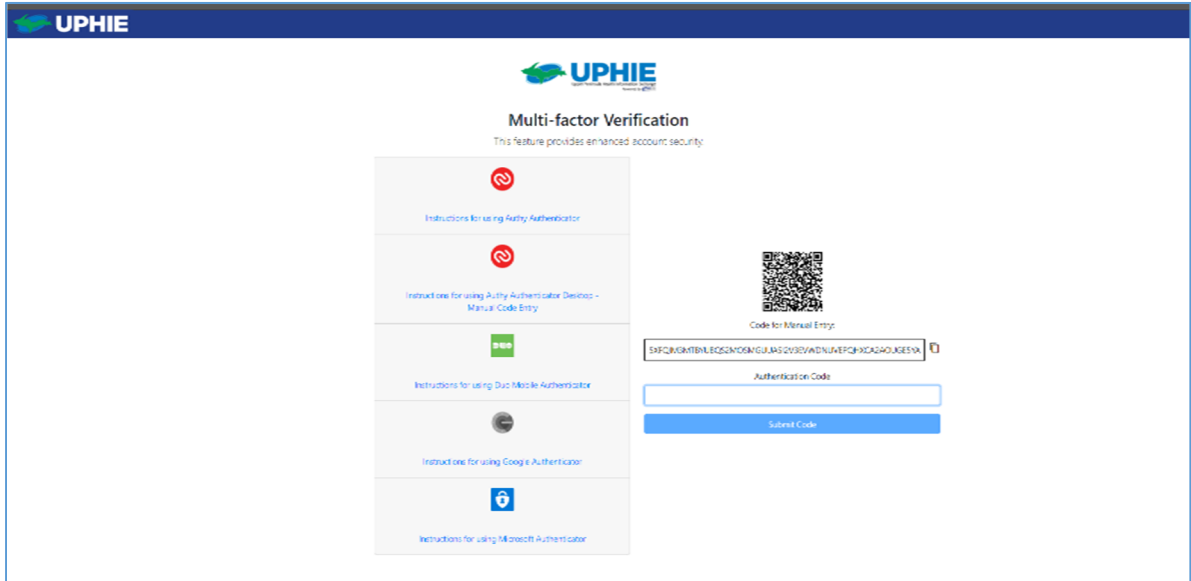 UPHIE
UPHIE
Multi-factor Verification
This feature provides enhanced account security.
Instructions for using Authy Authenticator
Instructions for using Authy Authenticator Desktop -
Manual Code Entry
DUO
Instructions for using Duo Mobile Authenticator
Instructions for using Google Authenticator
Instructions for using Microsoft Authenticator
Code for Manual Entry:
Authentication Code
Submit Code